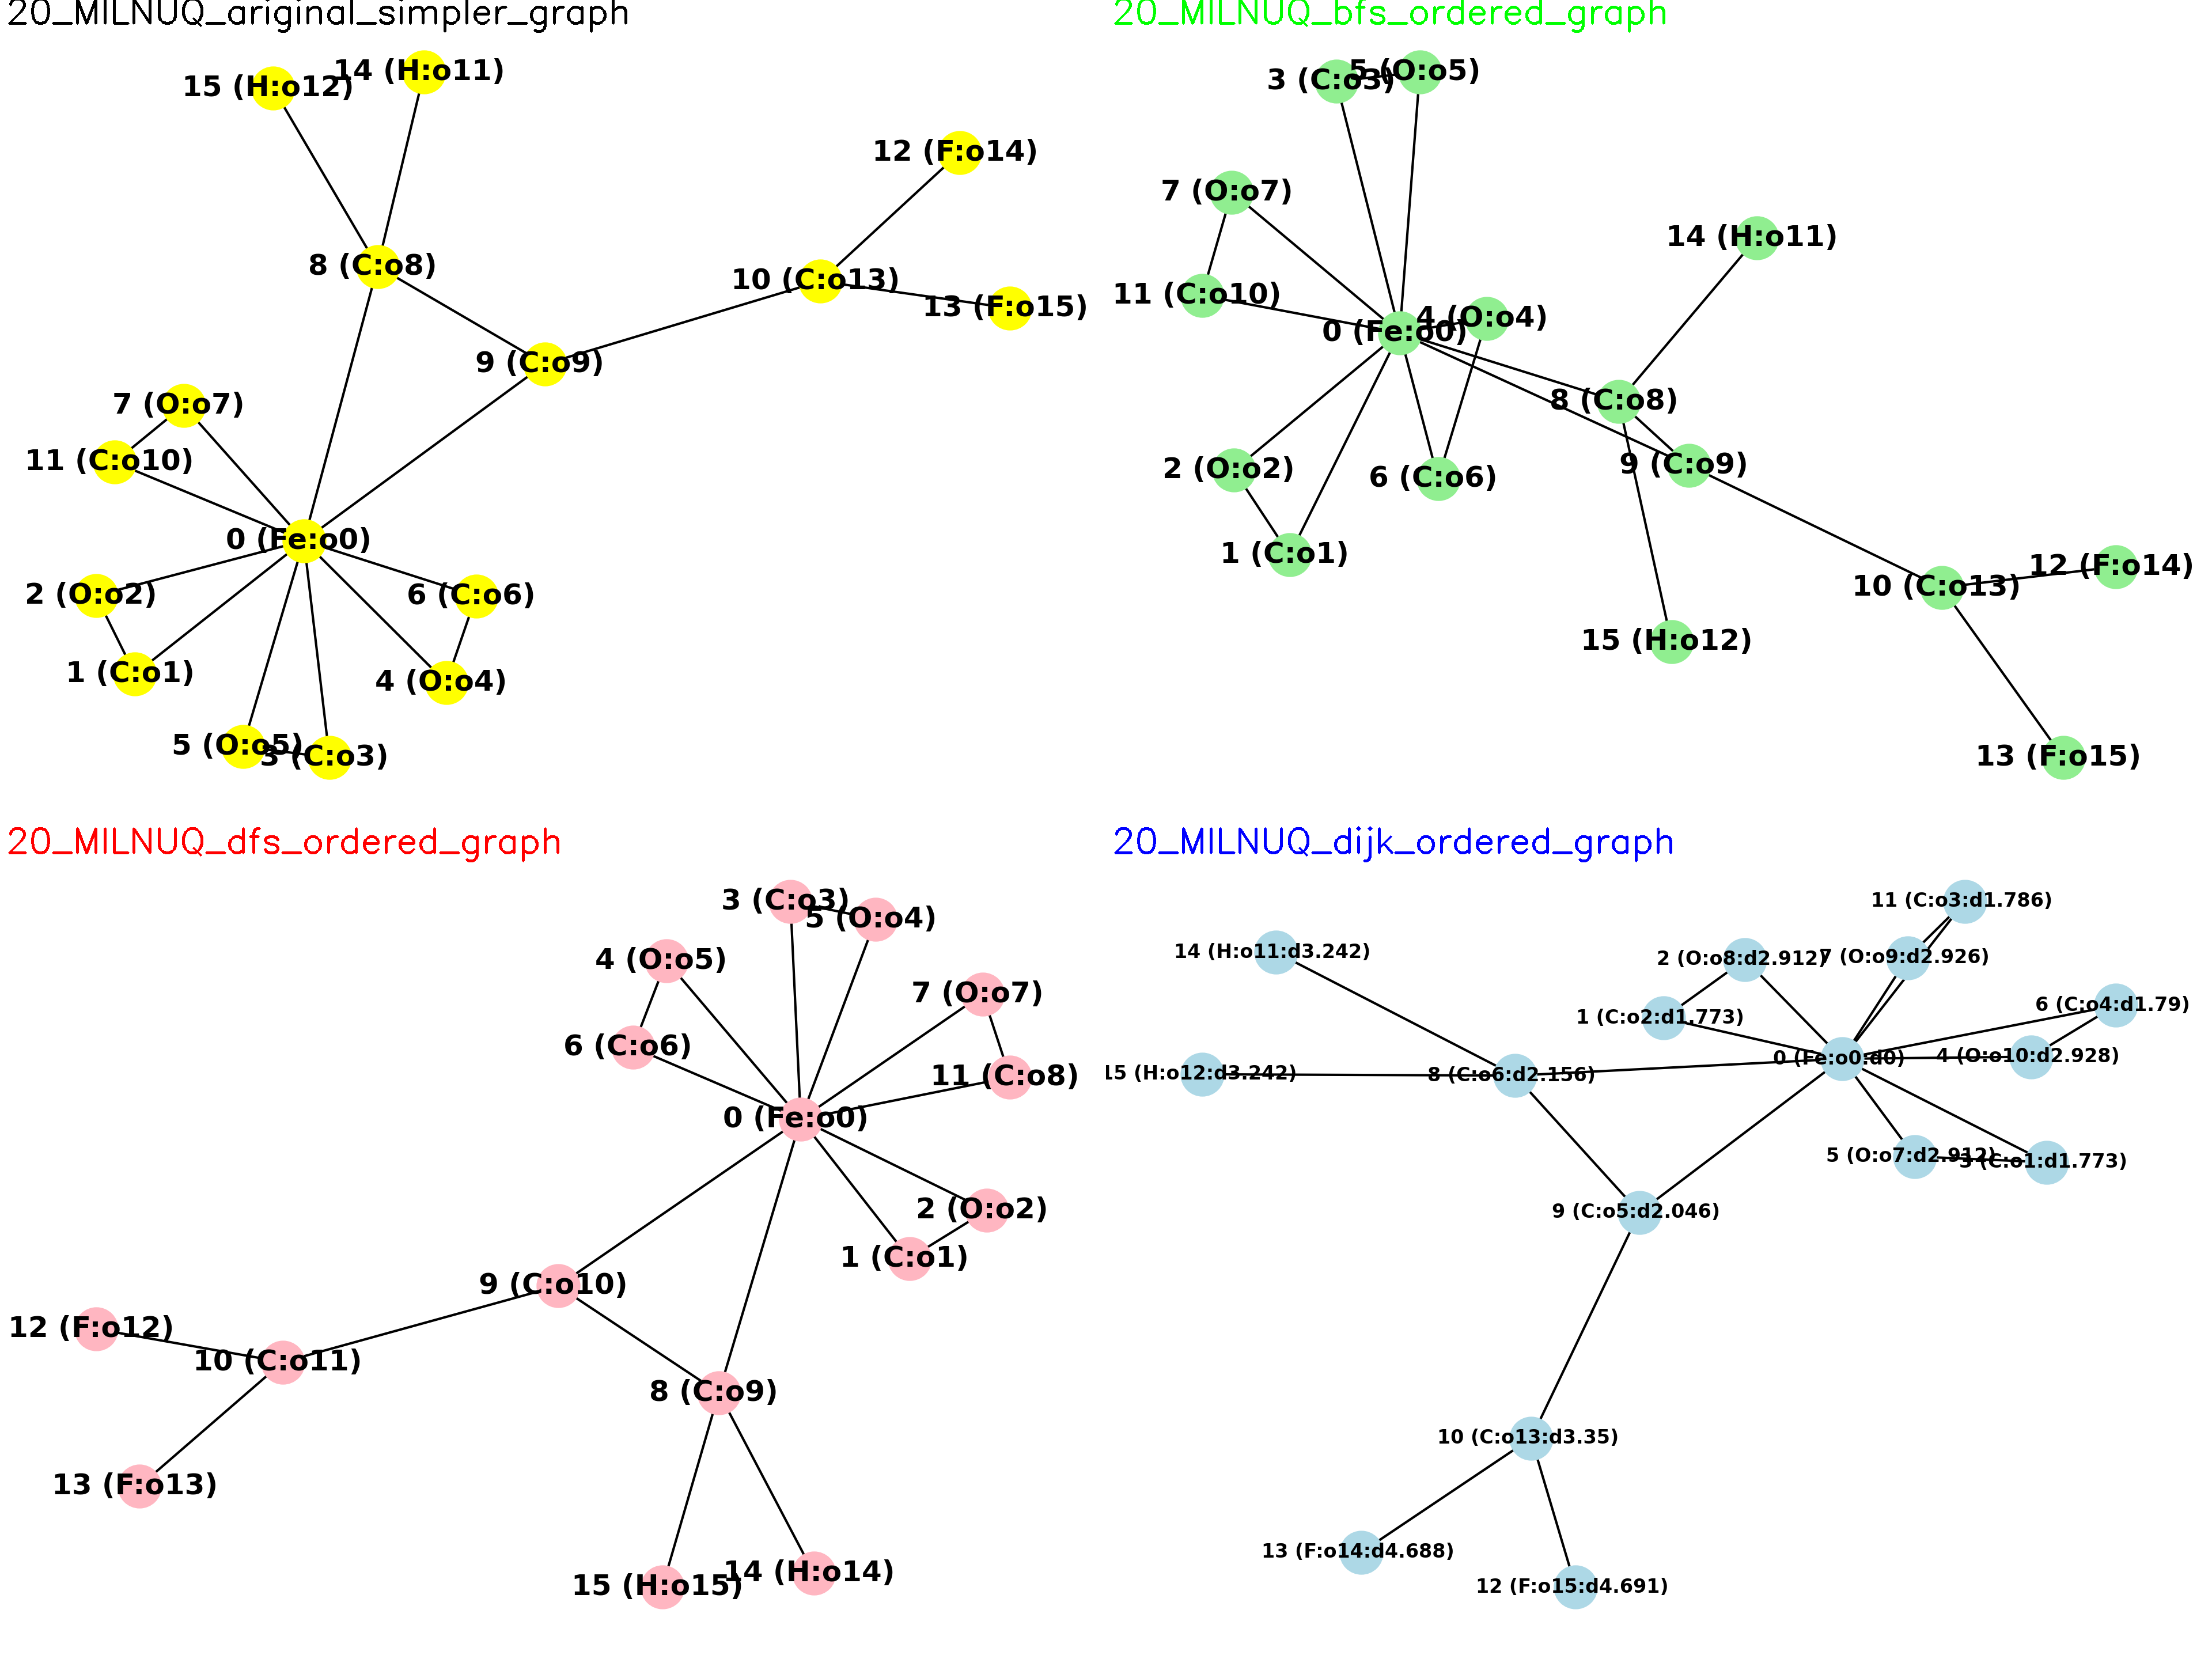 20_MILNUQ_ariginal_simpler_graph
15 (H:o12)
14 (H:o11)
12 (F:o14)
8 (C:o8)
10 (C:o13)
13 (F:o15)
9 (C:o9)
7 (O:o7)
11 (C:o10)
0 (Fe:o0)
2 (O:o2)
6 (C:o6)
1 (C:o1)
4 (O:o4)
5 (O:o5)
3 (C:o3)
20_MILNUQ_bfs_ordered_graph
3 (C:o3)
5 (O:o5)
7 (O:o7)
14 (H:o11)
11 (C:o10)
4 (O:o4)
0 (Fe:o0)
8 (C:o8)
2 (O:o2)
6 (C:o6)
9 (C:o9)
1 (C:o1)
12 (F:o14)
10 (C:o13)
15 (H:o12)
13 (F:o15)
20_MILNUQ_dfs_ordered_graph
3 (C:o3)
5 (O:o4)
4 (O:o5)
7 (O:o7)
6 (C:o6)
11 (C:o8)
0 (Fe:o0)
2 (O:o2)
1 (C:o1)
9 (C:o10)
12 (F:o12)
10 (C:o11)
8 (C:o9)
13 (F:o13)
15 (H:o15)
14 (H:o14)
20_MILNUQ_dijk_ordered_graph
11 (C:o3:d1.786)
14 (H:o11:d3.242)
2 (O:o8:d2.912)
7 (O:o9:d2.926)
6 (C:o4:d1.79)
1 (C:o2:d1.773)
0 (Fe:o0:d0)
4 (O:o10:d2.928)
15 (H:o12:d3.242)
8 (C:o6:d2.156)
5 (O:o7:d2.912)
3 (C:o1:d1.773)
9 (C:o5:d2.046)
10 (C:o13:d3.35)
13 (F:o14:d4.688)
12 (F:o15:d4.691)